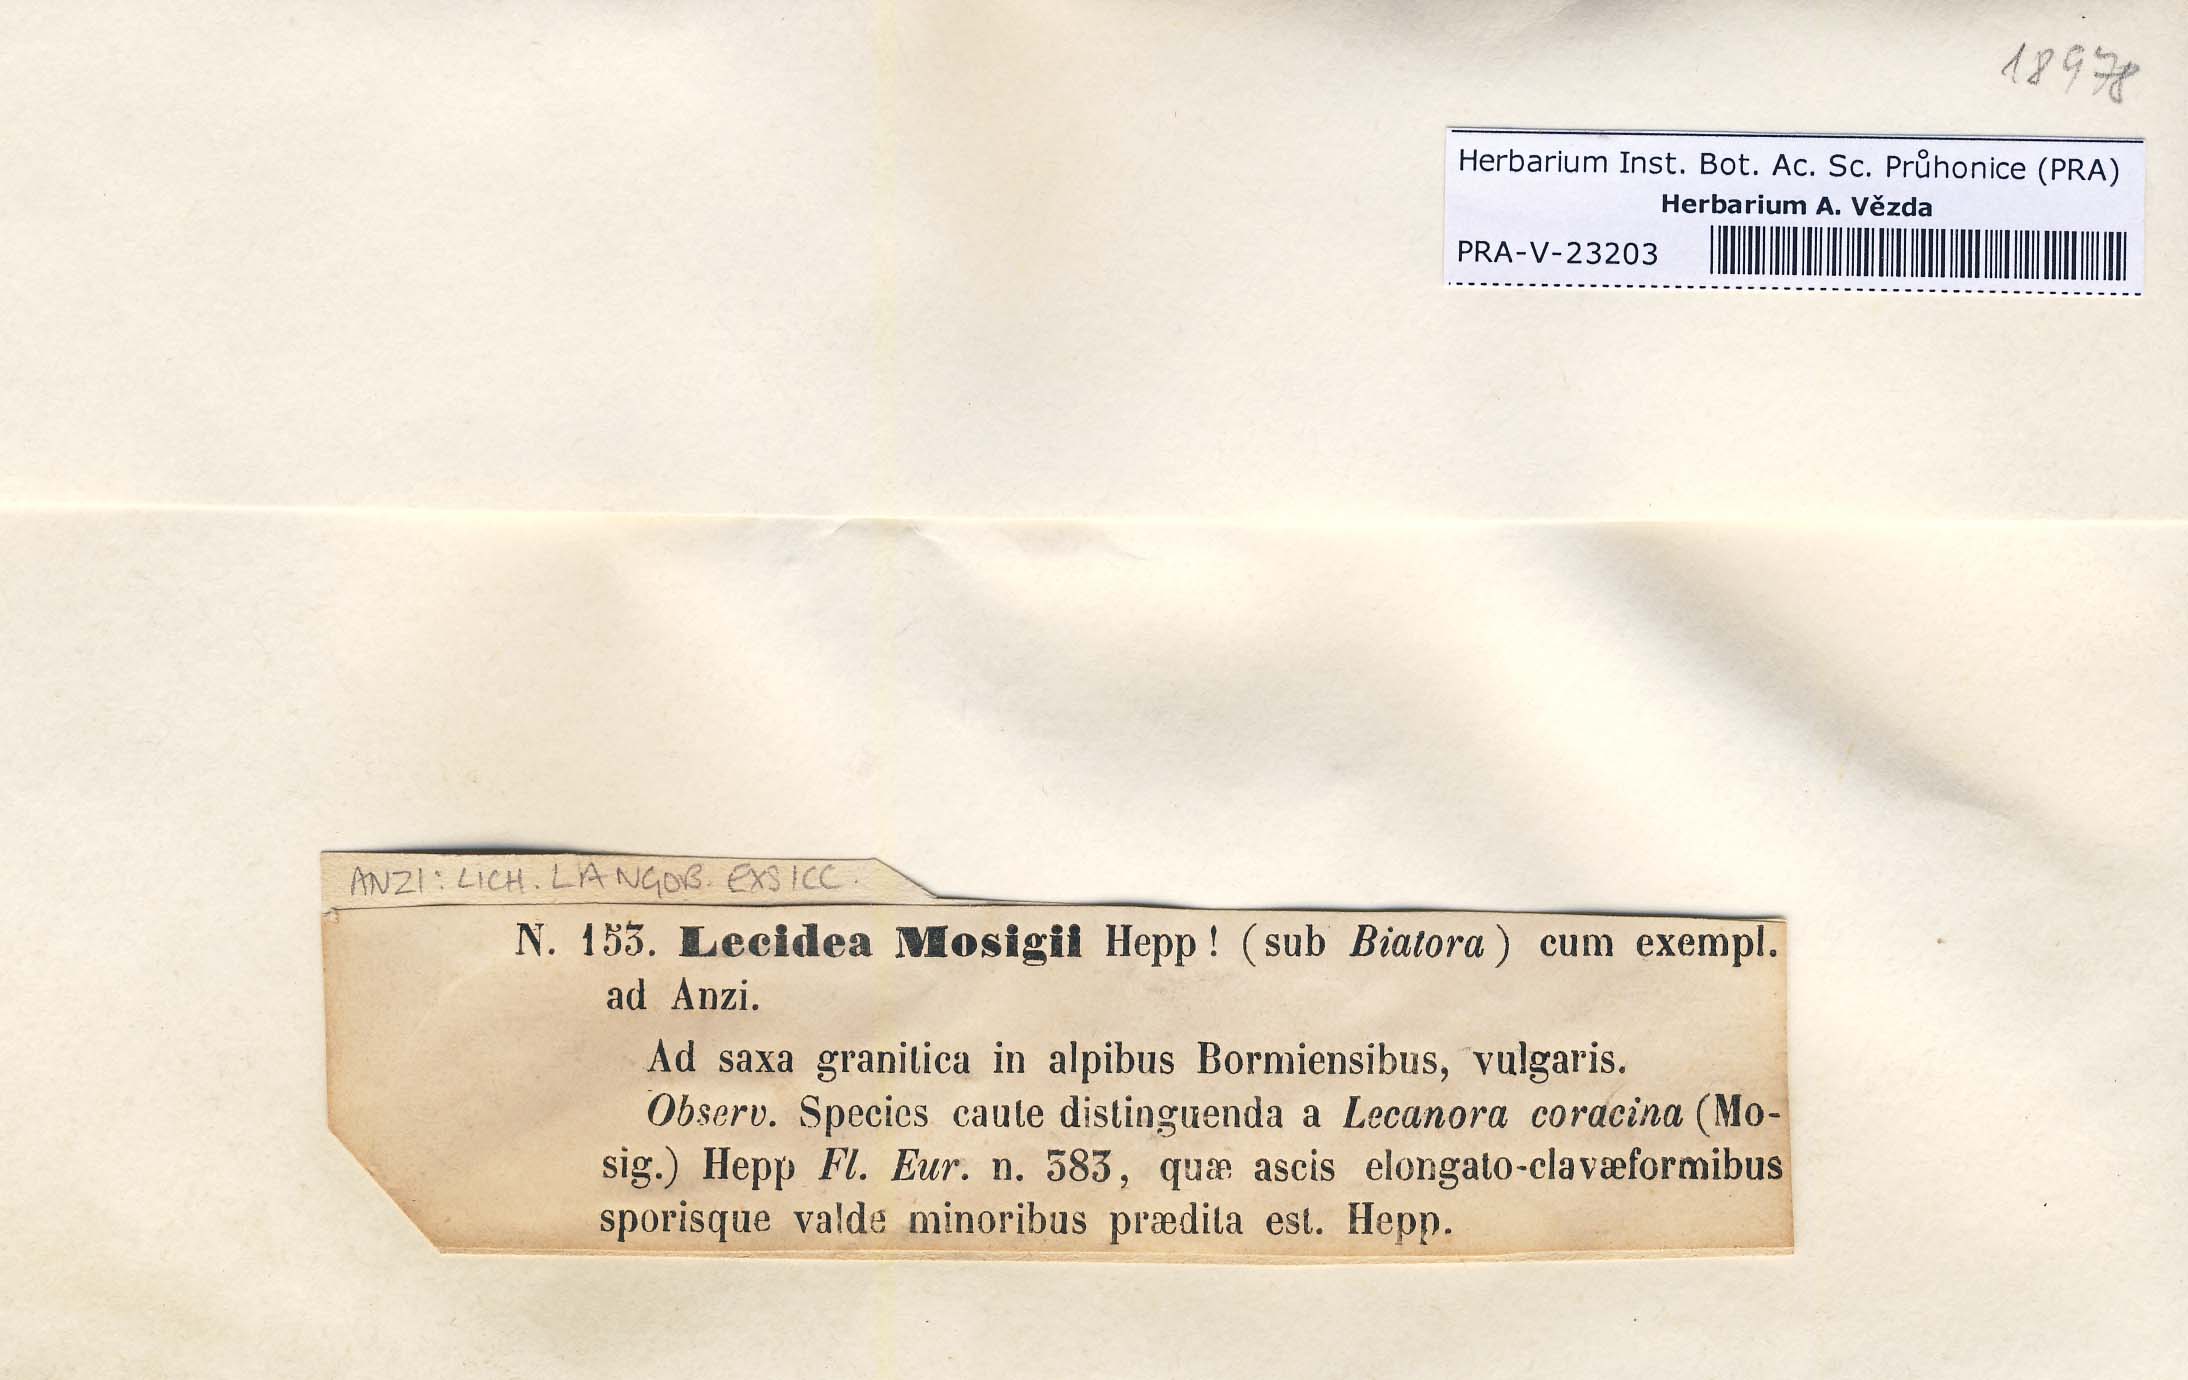 18978
Herbarium Inst. Bot. Ac. Sc. Průhonice (PRA)
Herbarium A. Vězda
PRA-V-23203
ANZI: LICH. LANGOB. EXSICC.
N. 153. Lecidea Mosigii Hepp! (sub Biatora) cum exempl.
ad Anzi.
Ad saxa granitica in alpibus Bormiensibus, vulgaris.
Observ. Species caute distinguenda a Lecanora coracina (Mo-
sig.) Hepp Fl. Eur. n. 383, quæ ascis elongato-clavæformibus
sporisque valde minoribus prædita est. Hepp.